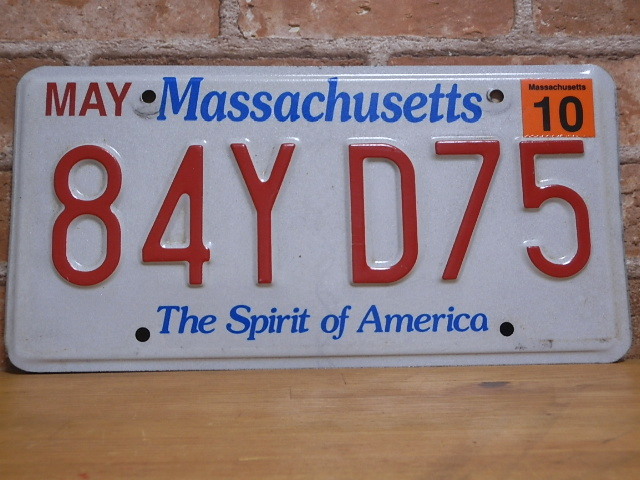 MAY Massachusetts
Massachusetts
10
84Y D75
The Spirit of America